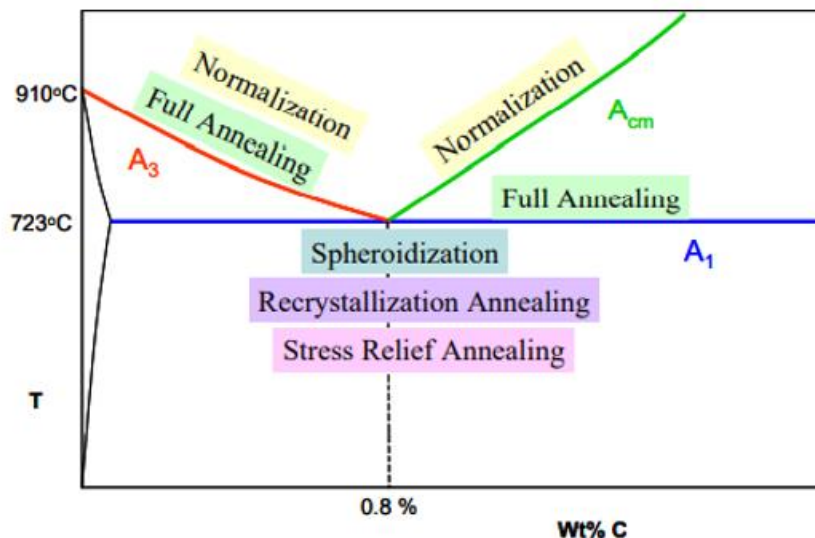 Normalization
Full Annealing
Normalization
910°C
A₃
A_cm
Full Annealing
723°C
A₁
Spheroidization
Recrystallization Annealing
Stress Relief Annealing
T
0.8 %
Wt% C